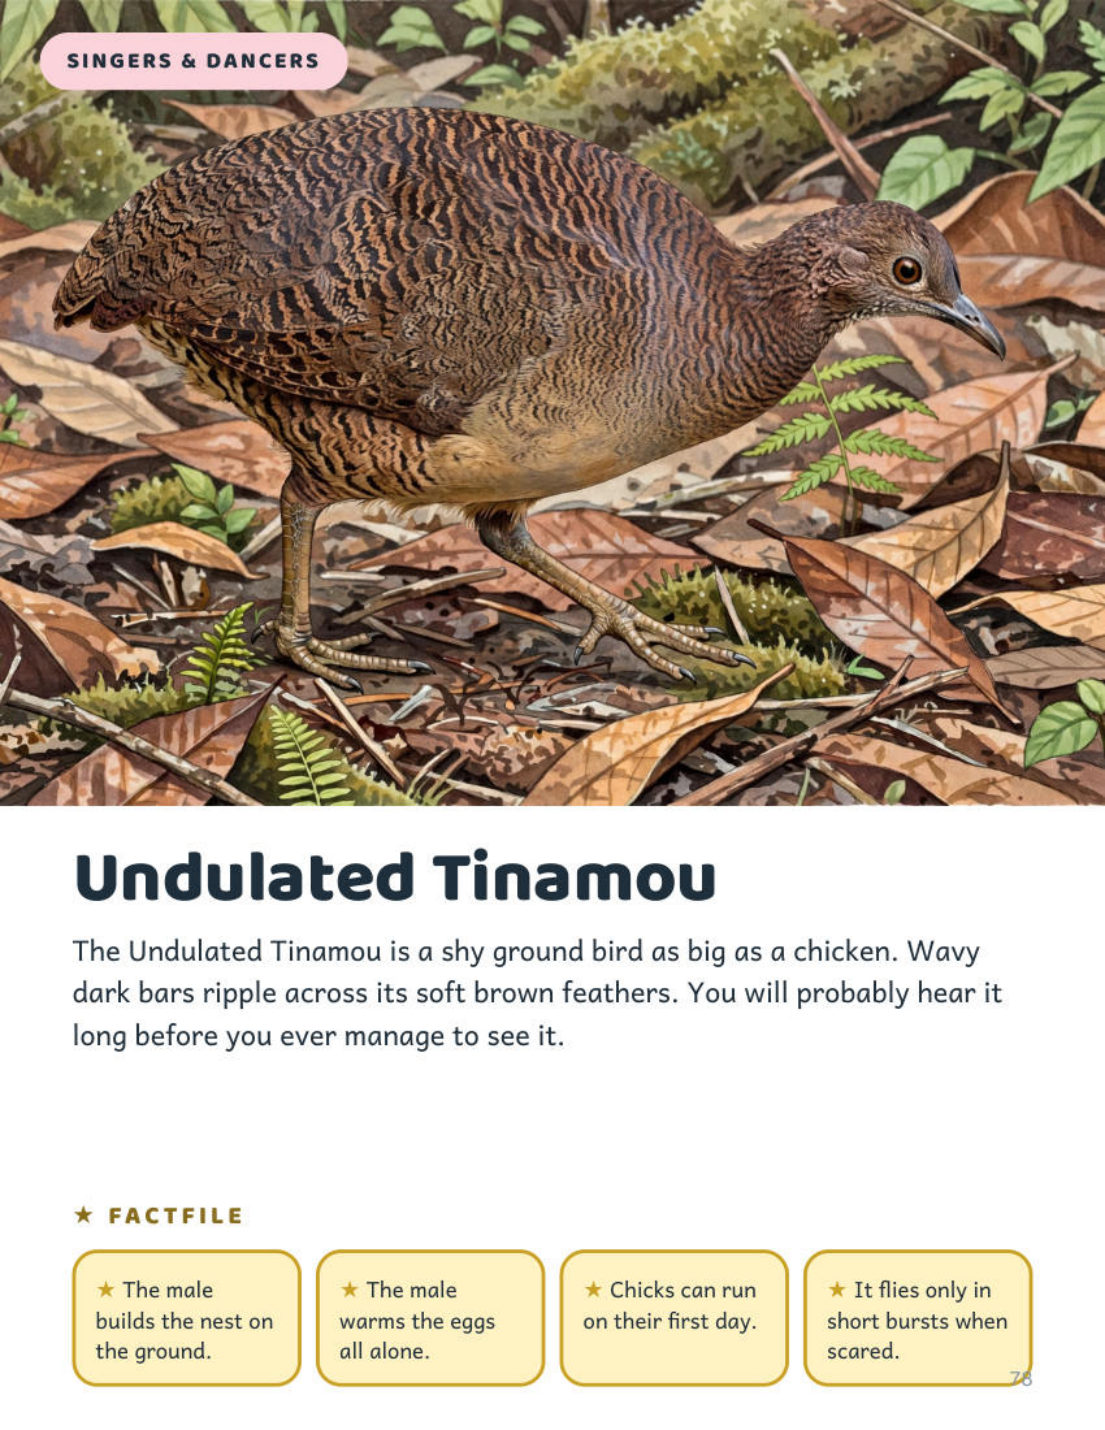 SINGERS & DANCERS
Undulated Tinamou
The Undulated Tinamou is a shy ground bird as big as a chicken. Wavy
dark bars ripple across its soft brown feathers. You will probably hear it
long before you ever manage to see it.
★ FACTFILE
★ The male
builds the nest on
the ground.
★ The male
warms the eggs
all alone.
★ Chicks can run
on their first day.
★ It flies only in
short bursts when
scared.
78